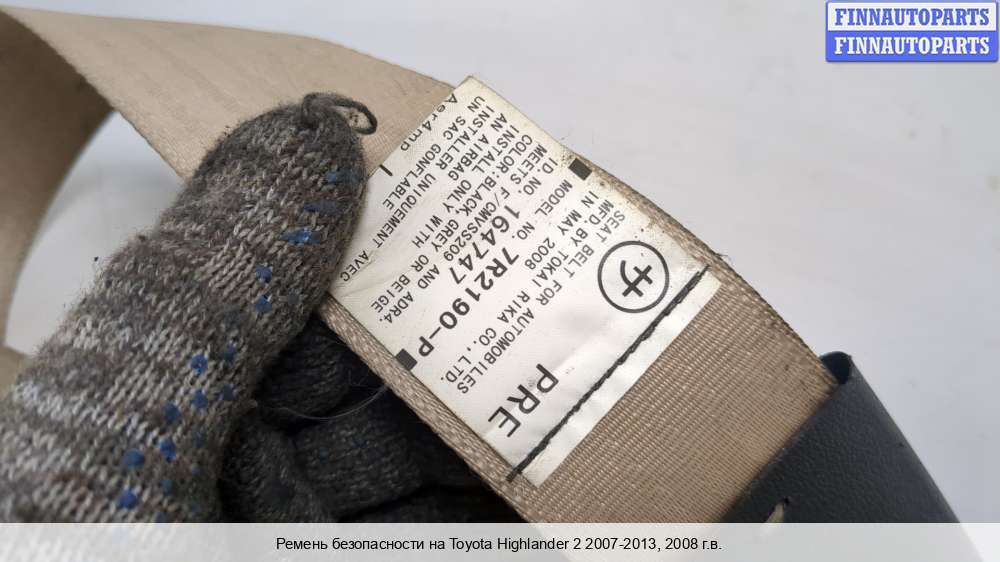 FINNAUTOPARTS
FINNAUTOPARTS
サ
SEAT BELT FOR AUTOMOBILES
MFD. BY TOKAI RIKA CO., LTD.
IN MAY 2008
MODEL. NO. 7R2190-P
PRE
I.D. NO. 164747
MEETS F/CMVSS209 AND ADR4.
COLOR: BLACK, GREY OR BEIGE
INSTALL ONLY WITH
AN AIRBAG
INSTALLER UNIQUEMENT AVEC
UN SAC GONFLABLE
Ремень безопасности на Toyota Highlander 2 2007-2013, 2008 г.в.